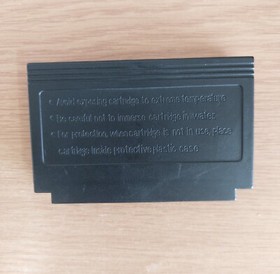 • Avoid exposing cartridge to extreme temperature
• Be careful not to immerse cartridge in water.
• For protection, when cartridge is not in use, place
cartridge inside protective plastic case